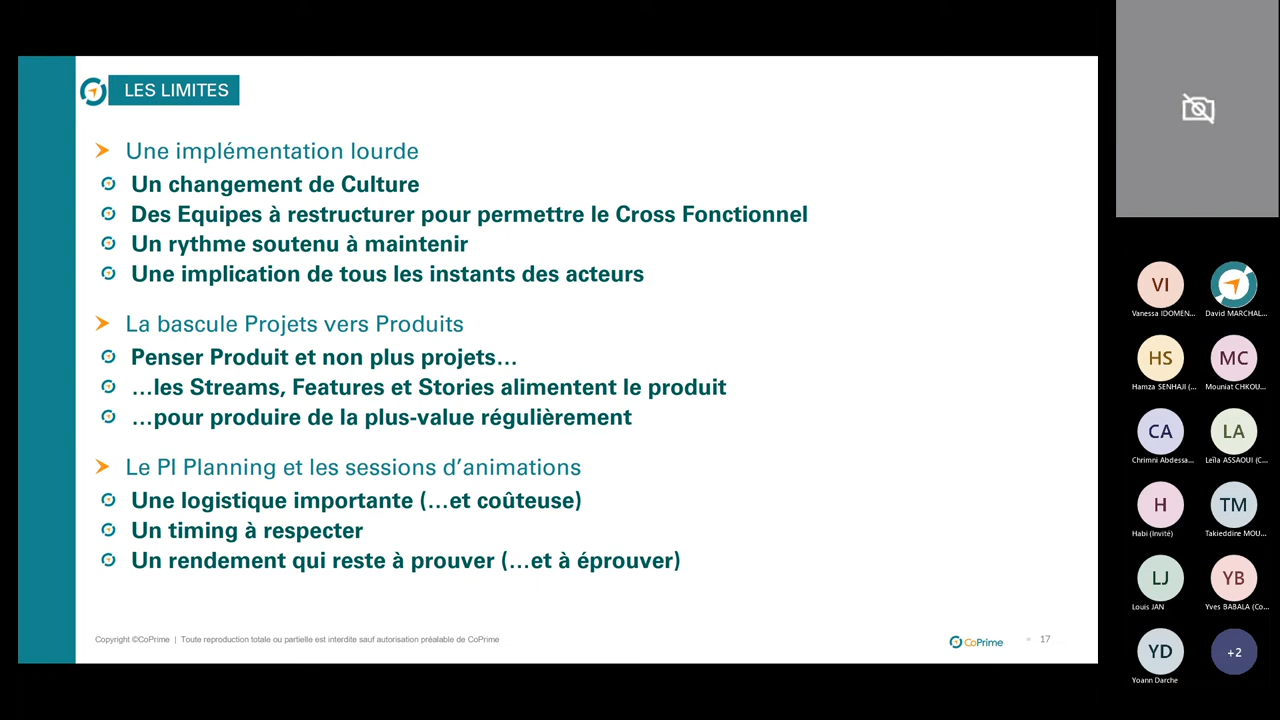 LES LIMITES
Une implémentation lourde
Un changement de Culture
Des Equipes à restructurer pour permettre le Cross Fonctionnel
Un rythme soutenu à maintenir
Une implication de tous les instants des acteurs
La bascule Projets vers Produits
Penser Produit et non plus projets…
…les Streams, Features et Stories alimentent le produit
…pour produire de la plus-value régulièrement
Le PI Planning et les sessions d’animations
Une logistique importante (…et coûteuse)
Un timing à respecter
Un rendement qui reste à prouver (…et à éprouver)
Copyright ©CoPrime | Toute reproduction totale ou partielle est interdite sauf autorisation préalable de CoPrime
CoPrime
17
VI
Vanessa IDOMEN...
David MARCHAL...
HS
MC
Hamza SENHAJI (...
Mouniat CHKOU...
CA
LA
Chrimni Abdessa...
Leïla ASSAOUI (C...
H
TM
Habi (Invité)
Takieddine MOU...
LJ
YB
Louis JAN
Yves BABALA (Co...
YD
+2
Yoann Darche